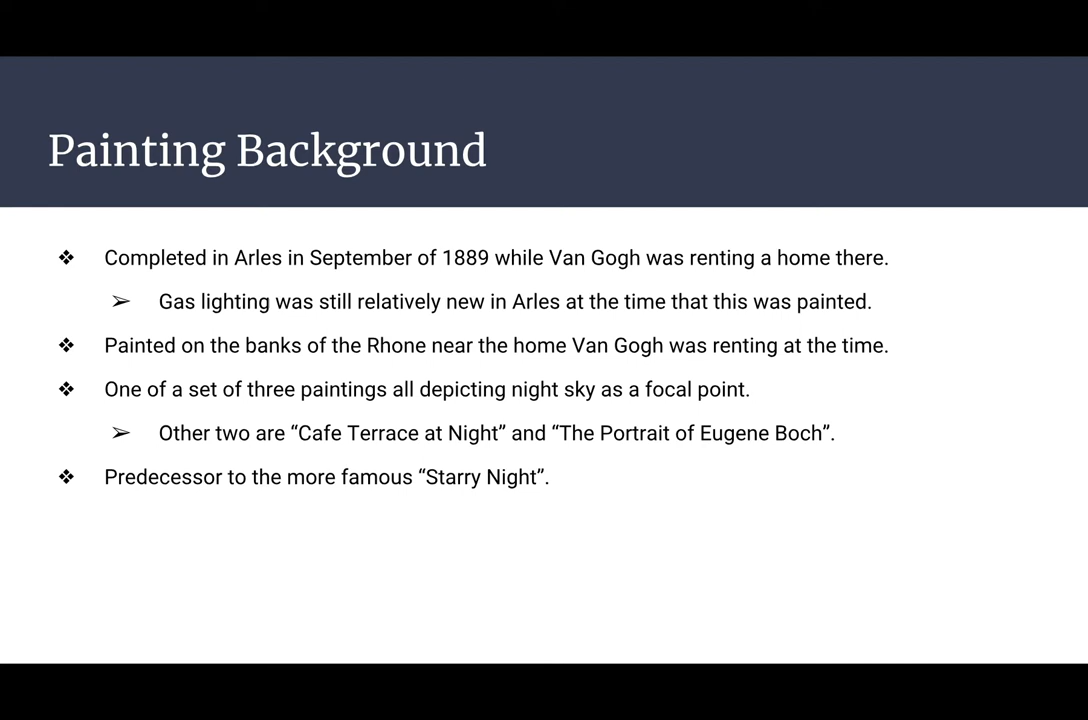 Painting Background
❖ Completed in Arles in September of 1889 while Van Gogh was renting a home there.
➢ Gas lighting was still relatively new in Arles at the time that this was painted.
❖ Painted on the banks of the Rhone near the home Van Gogh was renting at the time.
❖ One of a set of three paintings all depicting night sky as a focal point.
➢ Other two are “Cafe Terrace at Night” and “The Portrait of Eugene Boch”.
❖ Predecessor to the more famous “Starry Night”.